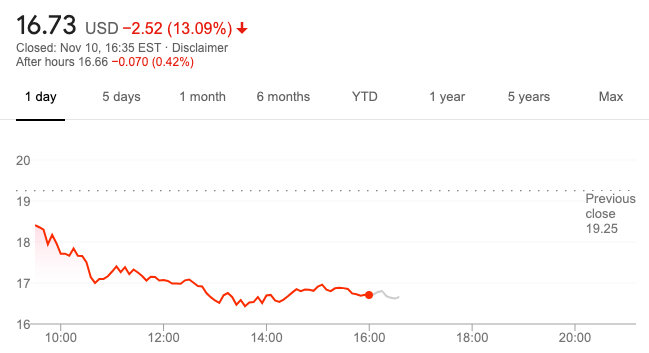 16.73 USD −2.52 (13.09%)
Closed: Nov 10, 16:35 EST · Disclaimer
After hours 16.66 −0.070 (0.42%)
1 day 5 days 1 month 6 months YTD 1 year 5 years Max
20
19
18
17
16
Previous
close
19.25
10:00 12:00 14:00 16:00 18:00 20:00